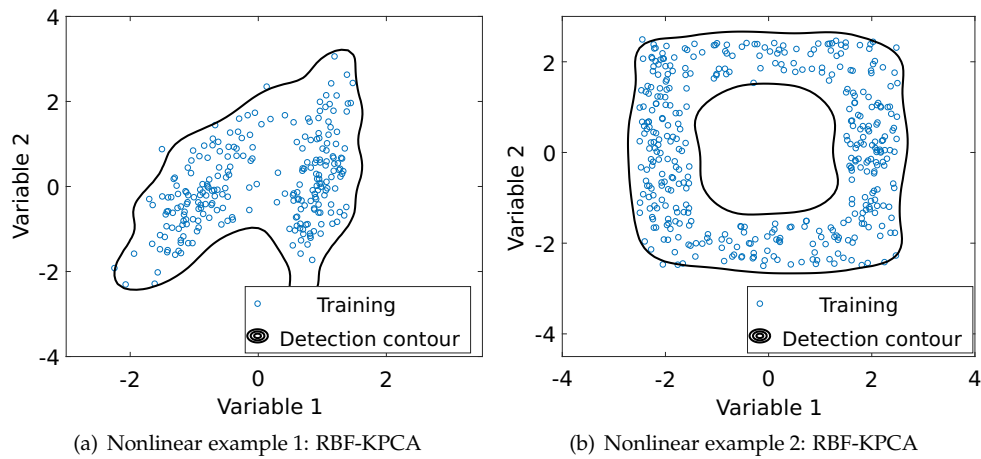 4
2
0
-2
-4
Variable 2
-2
0
2
Variable 1
Training
Detection contour
(a) Nonlinear example 1: RBF-KPCA
2
0
-2
-4
Variable 2
-4
-2
0
2
4
Variable 1
Training
Detection contour
(b) Nonlinear example 2: RBF-KPCA